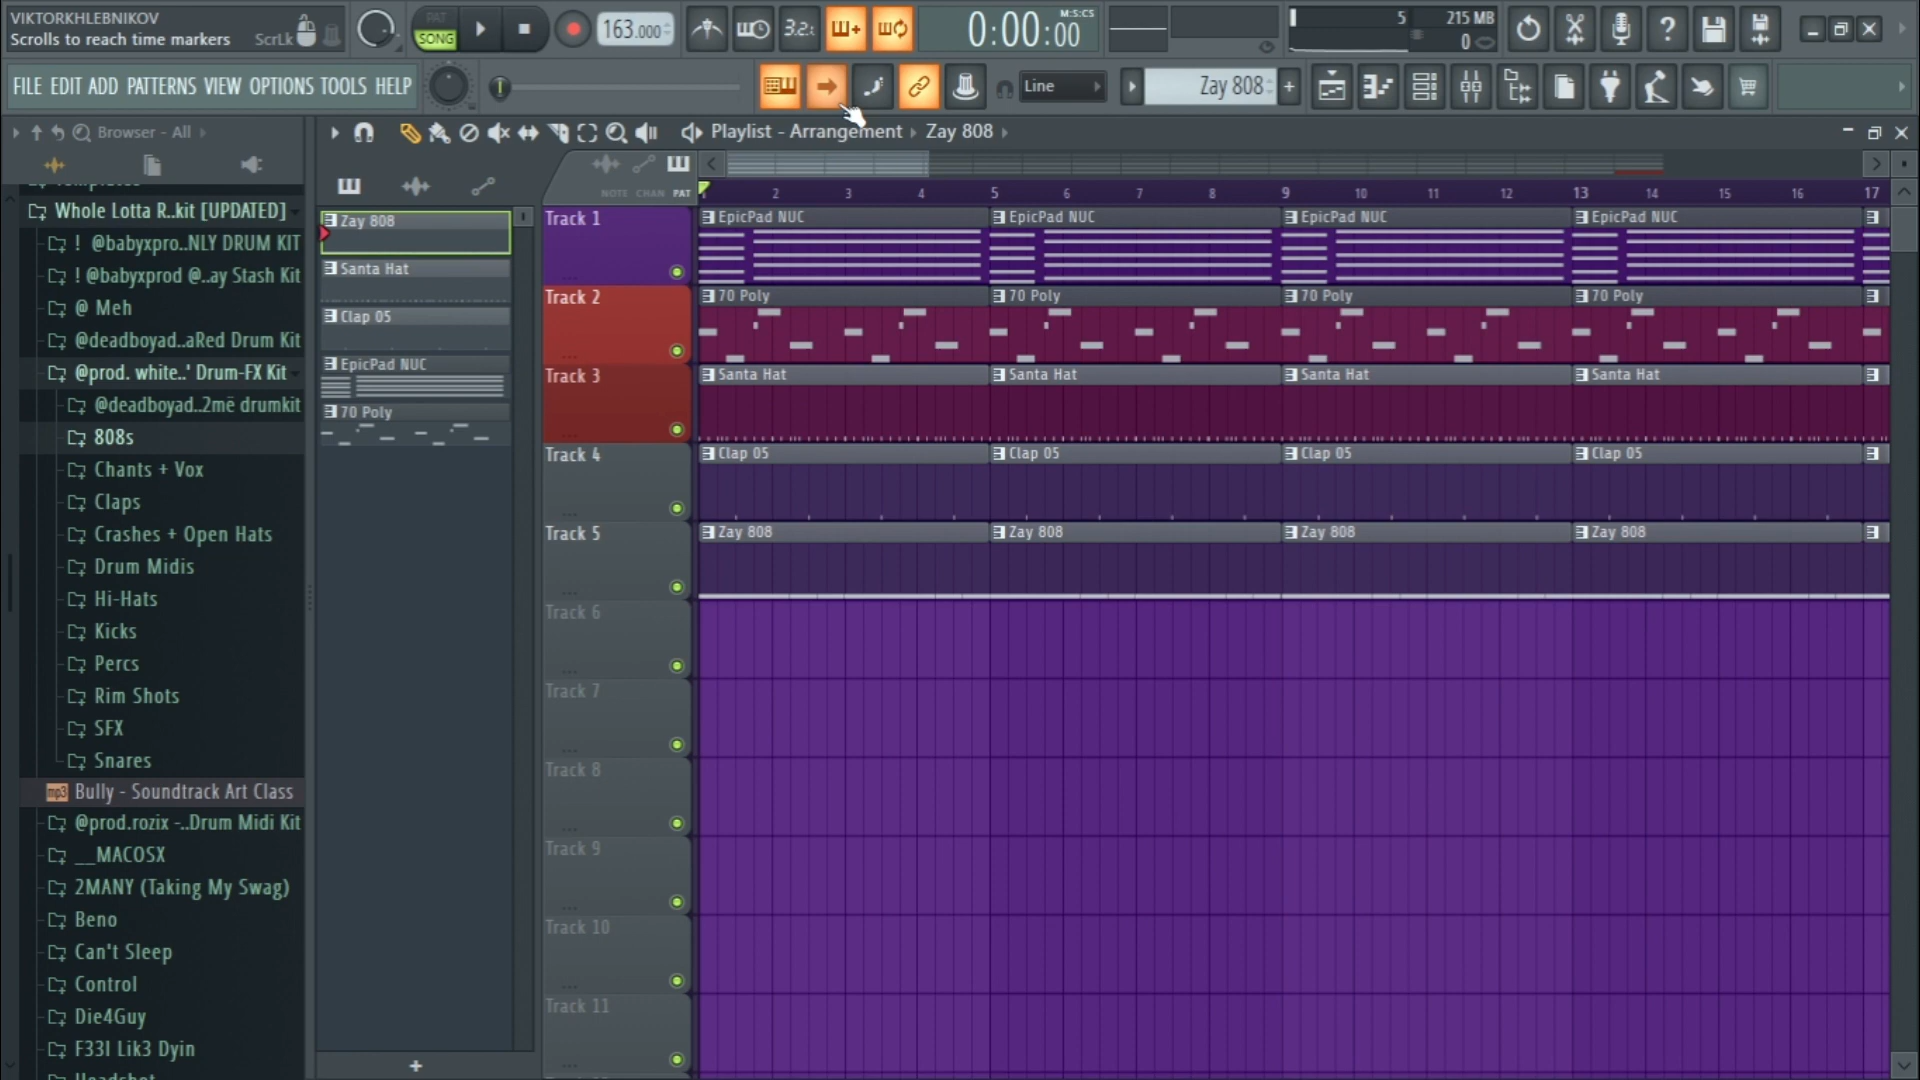 VIKTORKHLEBNIKOV
Scrolls to reach time markers ScrLk
PAT
SONG
163.000
3.2:
M:S:CS
0:00:00
5
215 MB
0
FILE EDIT ADD PATTERNS VIEW OPTIONS TOOLS HELP
Line
Zay 808
Browser - All
Playlist - Arrangement Zay 808
NOTE CHAN PAT
Whole Lotta R..kit [UPDATED]
! @babyxpro..NLY DRUM KIT
! @babyxprod @..ay Stash Kit
@ Meh
@deadboyad..aRed Drum Kit
@prod. white..' Drum-FX Kit
@deadboyad..2më drumkit
808s
Chants + Vox
Claps
Crashes + Open Hats
Drum Midis
Hi-Hats
Kicks
Percs
Rim Shots
SFX
Snares
mp3 Bully - Soundtrack Art Class
@prod.rozix -..Drum Midi Kit
__MACOSX
2MANY (Taking My Swag)
Beno
Can't Sleep
Control
Die4Guy
F33l Lik3 Dyin
Zay 808
Santa Hat
Clap 05
EpicPad NUC
70 Poly
2 3 4 5 6 7 8 9 10 11 12 13 14 15 16 17
Track 1
EpicPad NUC EpicPad NUC EpicPad NUC EpicPad NUC
Track 2
70 Poly 70 Poly 70 Poly 70 Poly
Track 3
Santa Hat Santa Hat Santa Hat Santa Hat
Track 4
Clap 05 Clap 05 Clap 05 Clap 05
Track 5
Zay 808 Zay 808 Zay 808 Zay 808
Track 6
Track 7
Track 8
Track 9
Track 10
Track 11